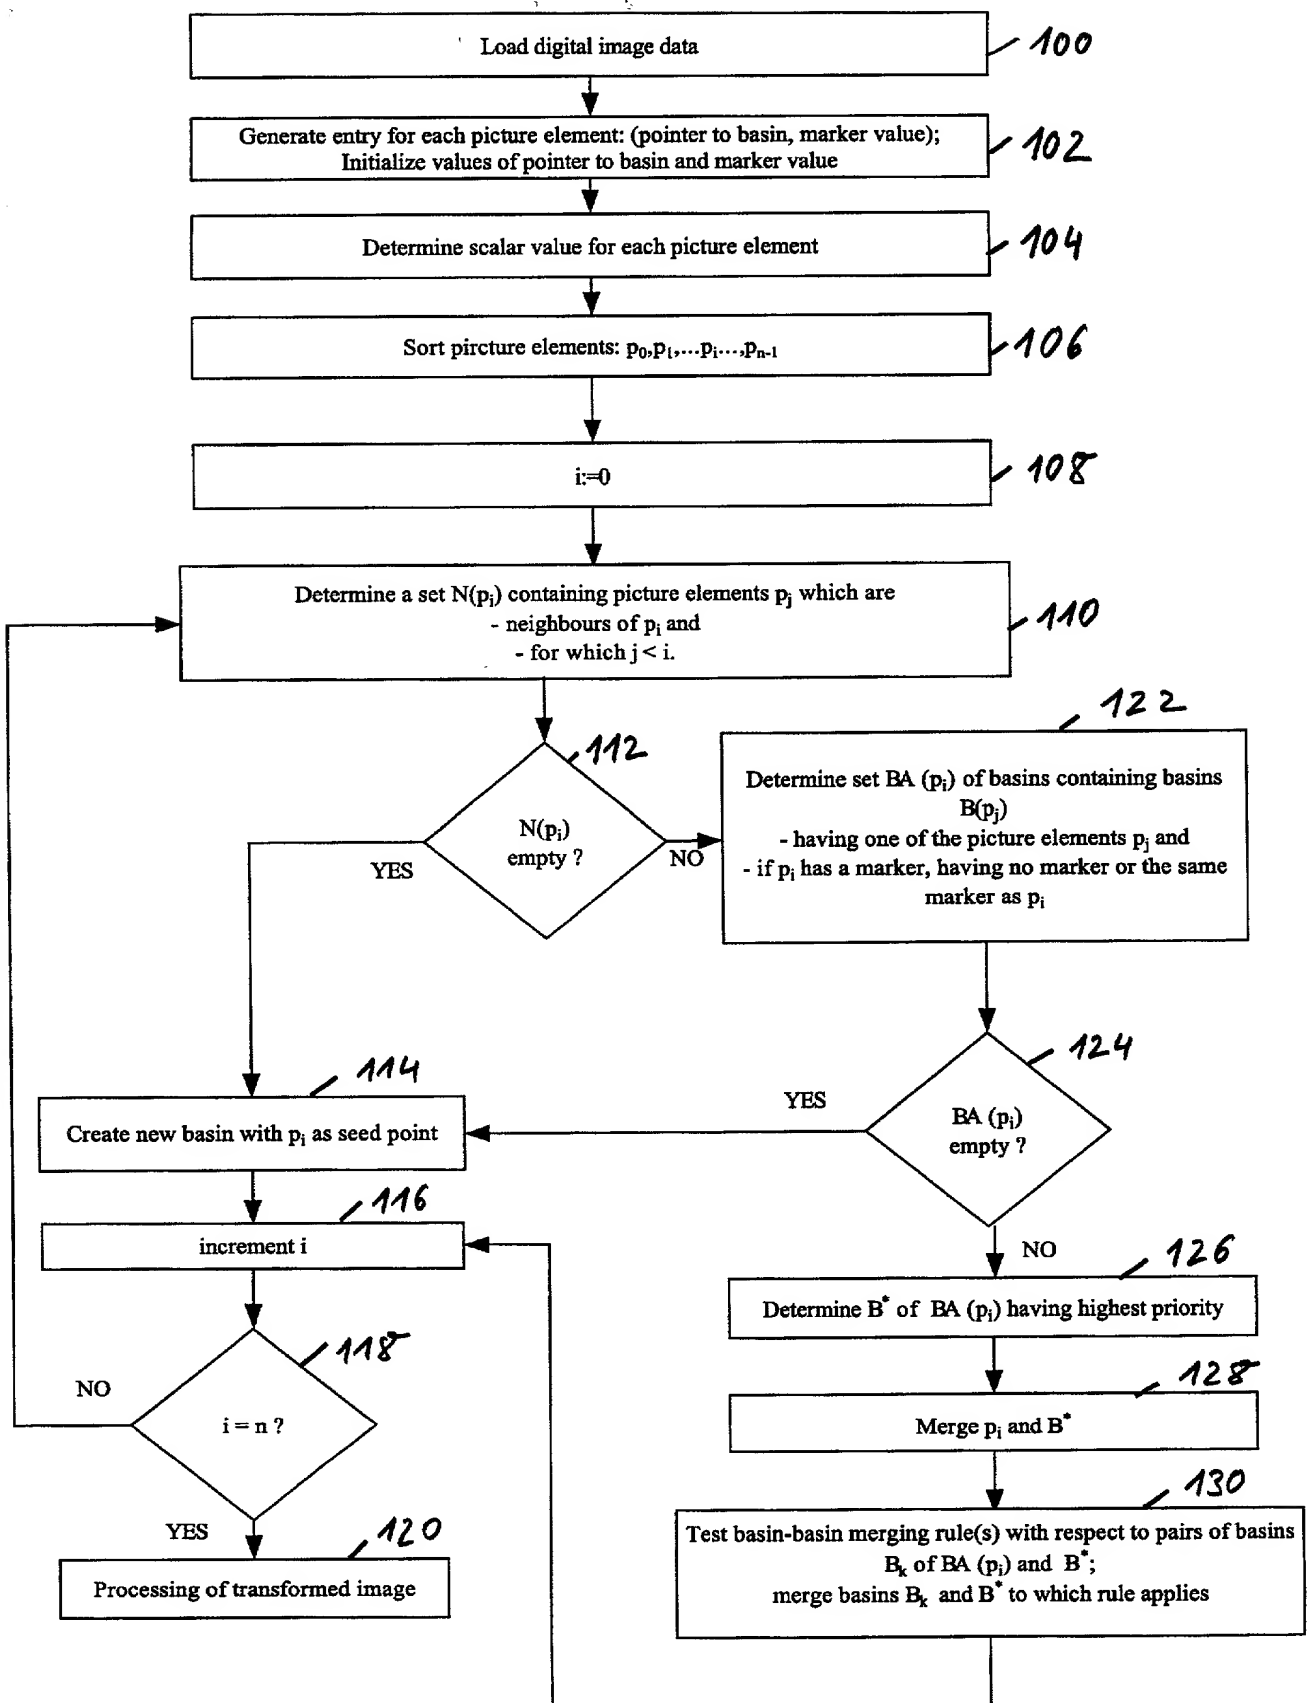 Load digital image data
100
Generate entry for each picture element: (pointer to basin, marker value);
Initialize values of pointer to basin and marker value
102
Determine scalar value for each picture element
104
Sort pircture elements: p₀,p₁,...pᵢ...,pₙ₋₁
106
i:=0
108
Determine a set N(pᵢ) containing picture elements pⱼ which are
- neighbours of pᵢ and
- for which j < i.
110
112
N(pᵢ)
empty ?
YES
NO
122
Determine set BA (pᵢ) of basins containing basins
B(pⱼ)
- having one of the picture elements pⱼ and
- if pᵢ has a marker, having no marker or the same
marker as pᵢ
124
BA (pᵢ)
empty ?
YES
NO
114
Create new basin with pᵢ as seed point
116
increment i
118
i = n ?
NO
YES
120
Processing of transformed image
126
Determine B* of BA (pᵢ) having highest priority
128
Merge pᵢ and B*
130
Test basin-basin merging rule(s) with respect to pairs of basins
Bₖ of BA (pᵢ) and B*;
merge basins Bₖ and B* to which rule applies